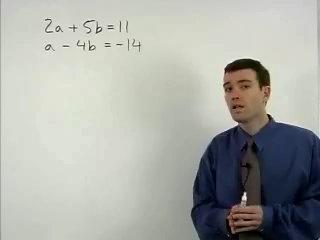 2a + 5b = 11
a - 4b = -14